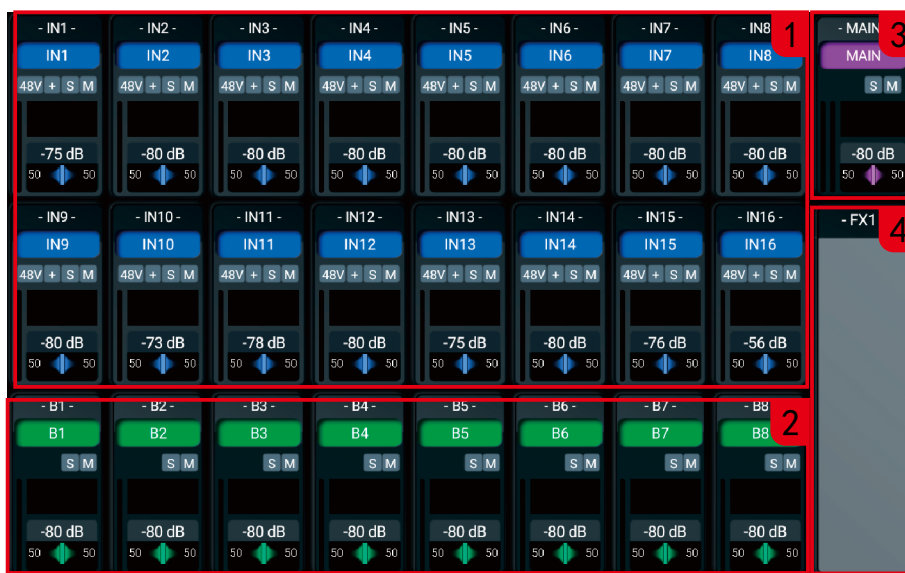 - IN1 - - IN2 - - IN3 - - IN4 - - IN5 - - IN6 - - IN7 - - IN8 1 - MAIN 3
IN1 IN2 IN3 IN4 IN5 IN6 IN7 IN8 MAIN
48V + S M 48V + S M 48V + S M 48V + S M 48V + S M 48V + S M 48V + S M 48V + S M S M
-75 dB -80 dB -80 dB -80 dB -80 dB -80 dB -80 dB -80 dB -80 dB
50 50 50 50 50 50 50 50 50 50 50 50 50 50 50 50 50 50
- IN9 - - IN10 - - IN11 - - IN12 - - IN13 - - IN14 - - IN15 - - IN16 - - FX1 4
IN9 IN10 IN11 IN12 IN13 IN14 IN15 IN16
48V + S M 48V + S M 48V + S M 48V + S M 48V + S M 48V + S M 48V + S M 48V + S M
-80 dB -73 dB -78 dB -80 dB -75 dB -80 dB -76 dB -56 dB
50 50 50 50 50 50 50 50 50 50 50 50 50 50 50 50
- B1 - - B2 - - B3 - - B4 - - B5 - - B6 - - B7 - - B8 2
B1 B2 B3 B4 B5 B6 B7 B8
S M S M S M S M S M S M S M S M
-80 dB -80 dB -80 dB -80 dB -80 dB -80 dB -80 dB -80 dB
50 50 50 50 50 50 50 50 50 50 50 50 50 50 50 50